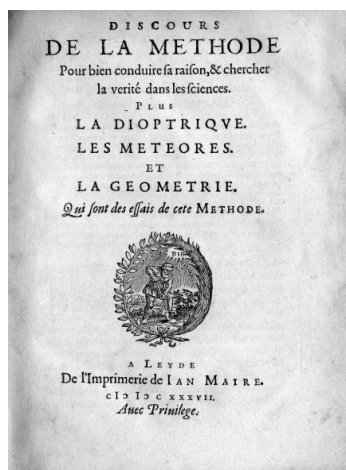 DISCOURS
DE LA METHODE
Pour bien conduire ſa raiſon, & chercher
la verité dans les ſciences.
PLUS
LA DIOPTRIQVE.
LES METEORES.
ET
LA GEOMETRIE.
Qui ſont des eſſais de cete METHODE.
A LEYDE
De l'Imprimerie de IAN MAIRE.
cIↄ Iↄ c xxxvii.
Auec Priuilege.